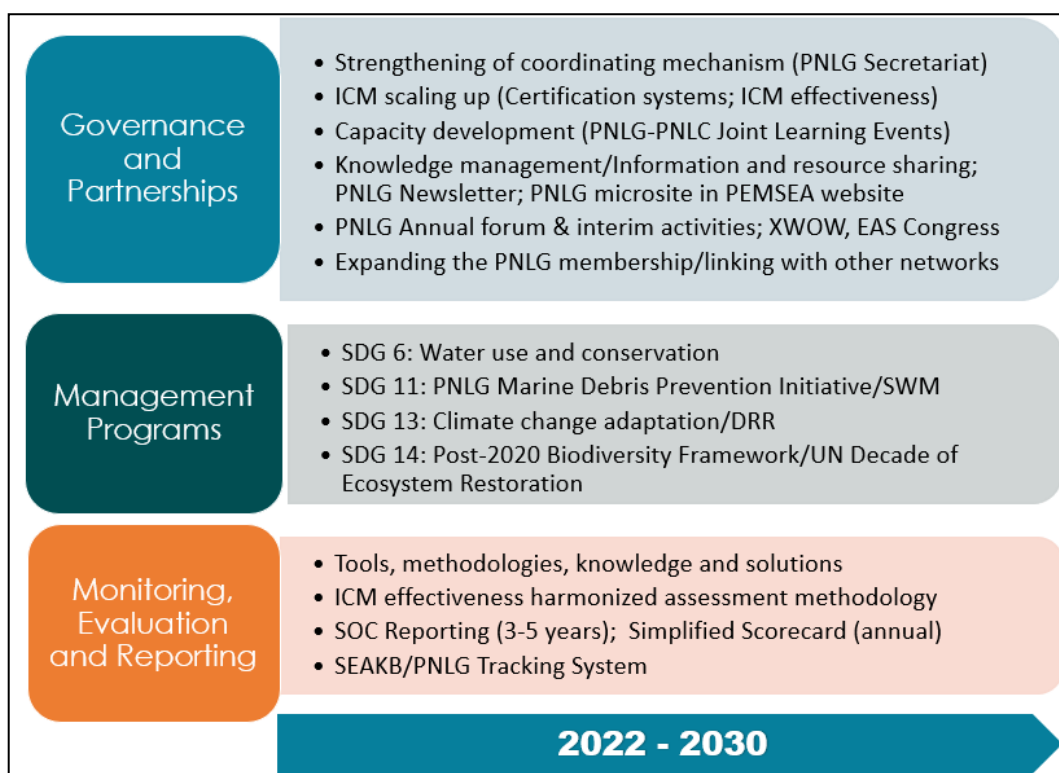 Governance
and
Partnerships
• Strengthening of coordinating mechanism (PNLG Secretariat)
• ICM scaling up (Certification systems; ICM effectiveness)
• Capacity development (PNLG-PNLC Joint Learning Events)
• Knowledge management/Information and resource sharing;
PNLG Newsletter; PNLG microsite in PEMSEA website
• PNLG Annual forum & interim activities; XWOW, EAS Congress
• Expanding the PNLG membership/linking with other networks
Management
Programs
• SDG 6: Water use and conservation
• SDG 11: PNLG Marine Debris Prevention Initiative/SWM
• SDG 13: Climate change adaptation/DRR
• SDG 14: Post-2020 Biodiversity Framework/UN Decade of
Ecosystem Restoration
Monitoring,
Evaluation
and Reporting
• Tools, methodologies, knowledge and solutions
• ICM effectiveness harmonized assessment methodology
• SOC Reporting (3-5 years);  Simplified Scorecard (annual)
• SEAKB/PNLG Tracking System
2022 - 2030